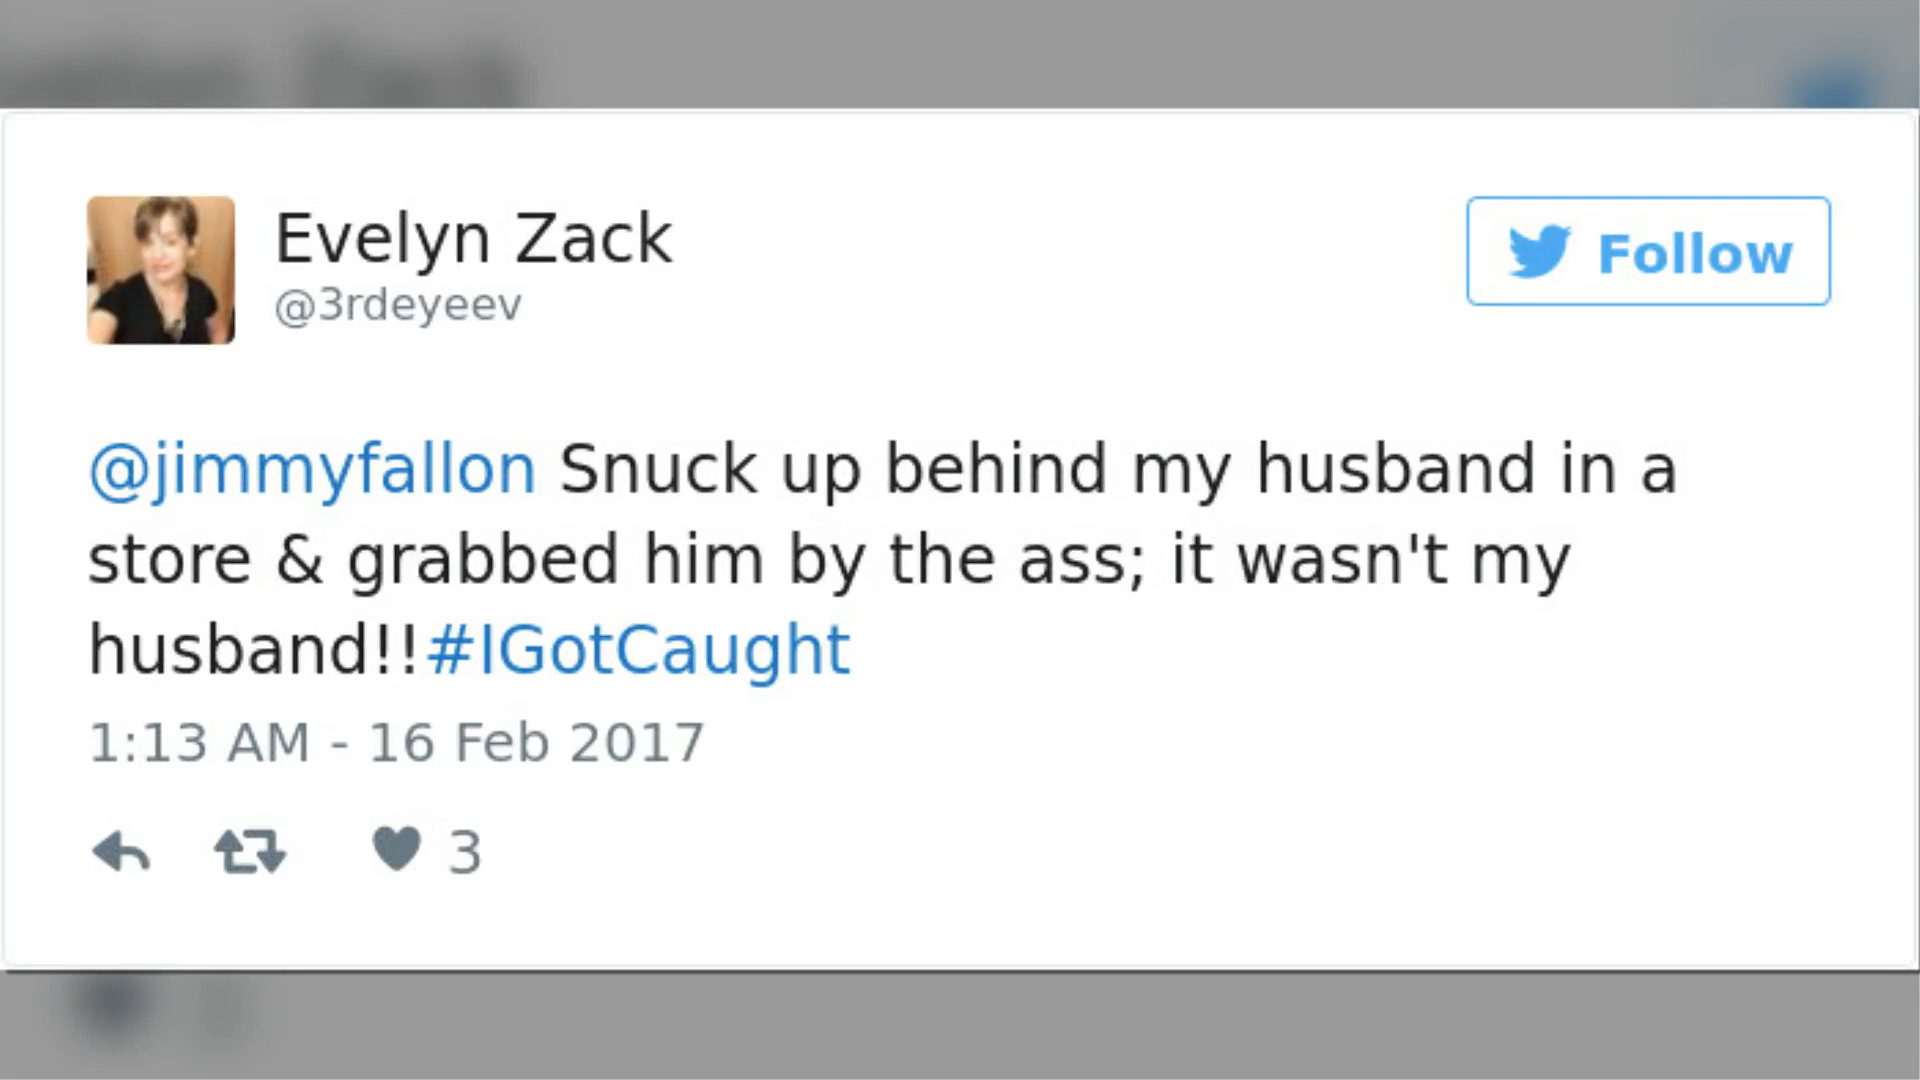 Evelyn Zack
@3rdeyeev
Follow
@jimmyfallon Snuck up behind my husband in a
store & grabbed him by the ass; it wasn't my
husband!!#IGotCaught
1:13 AM - 16 Feb 2017
3